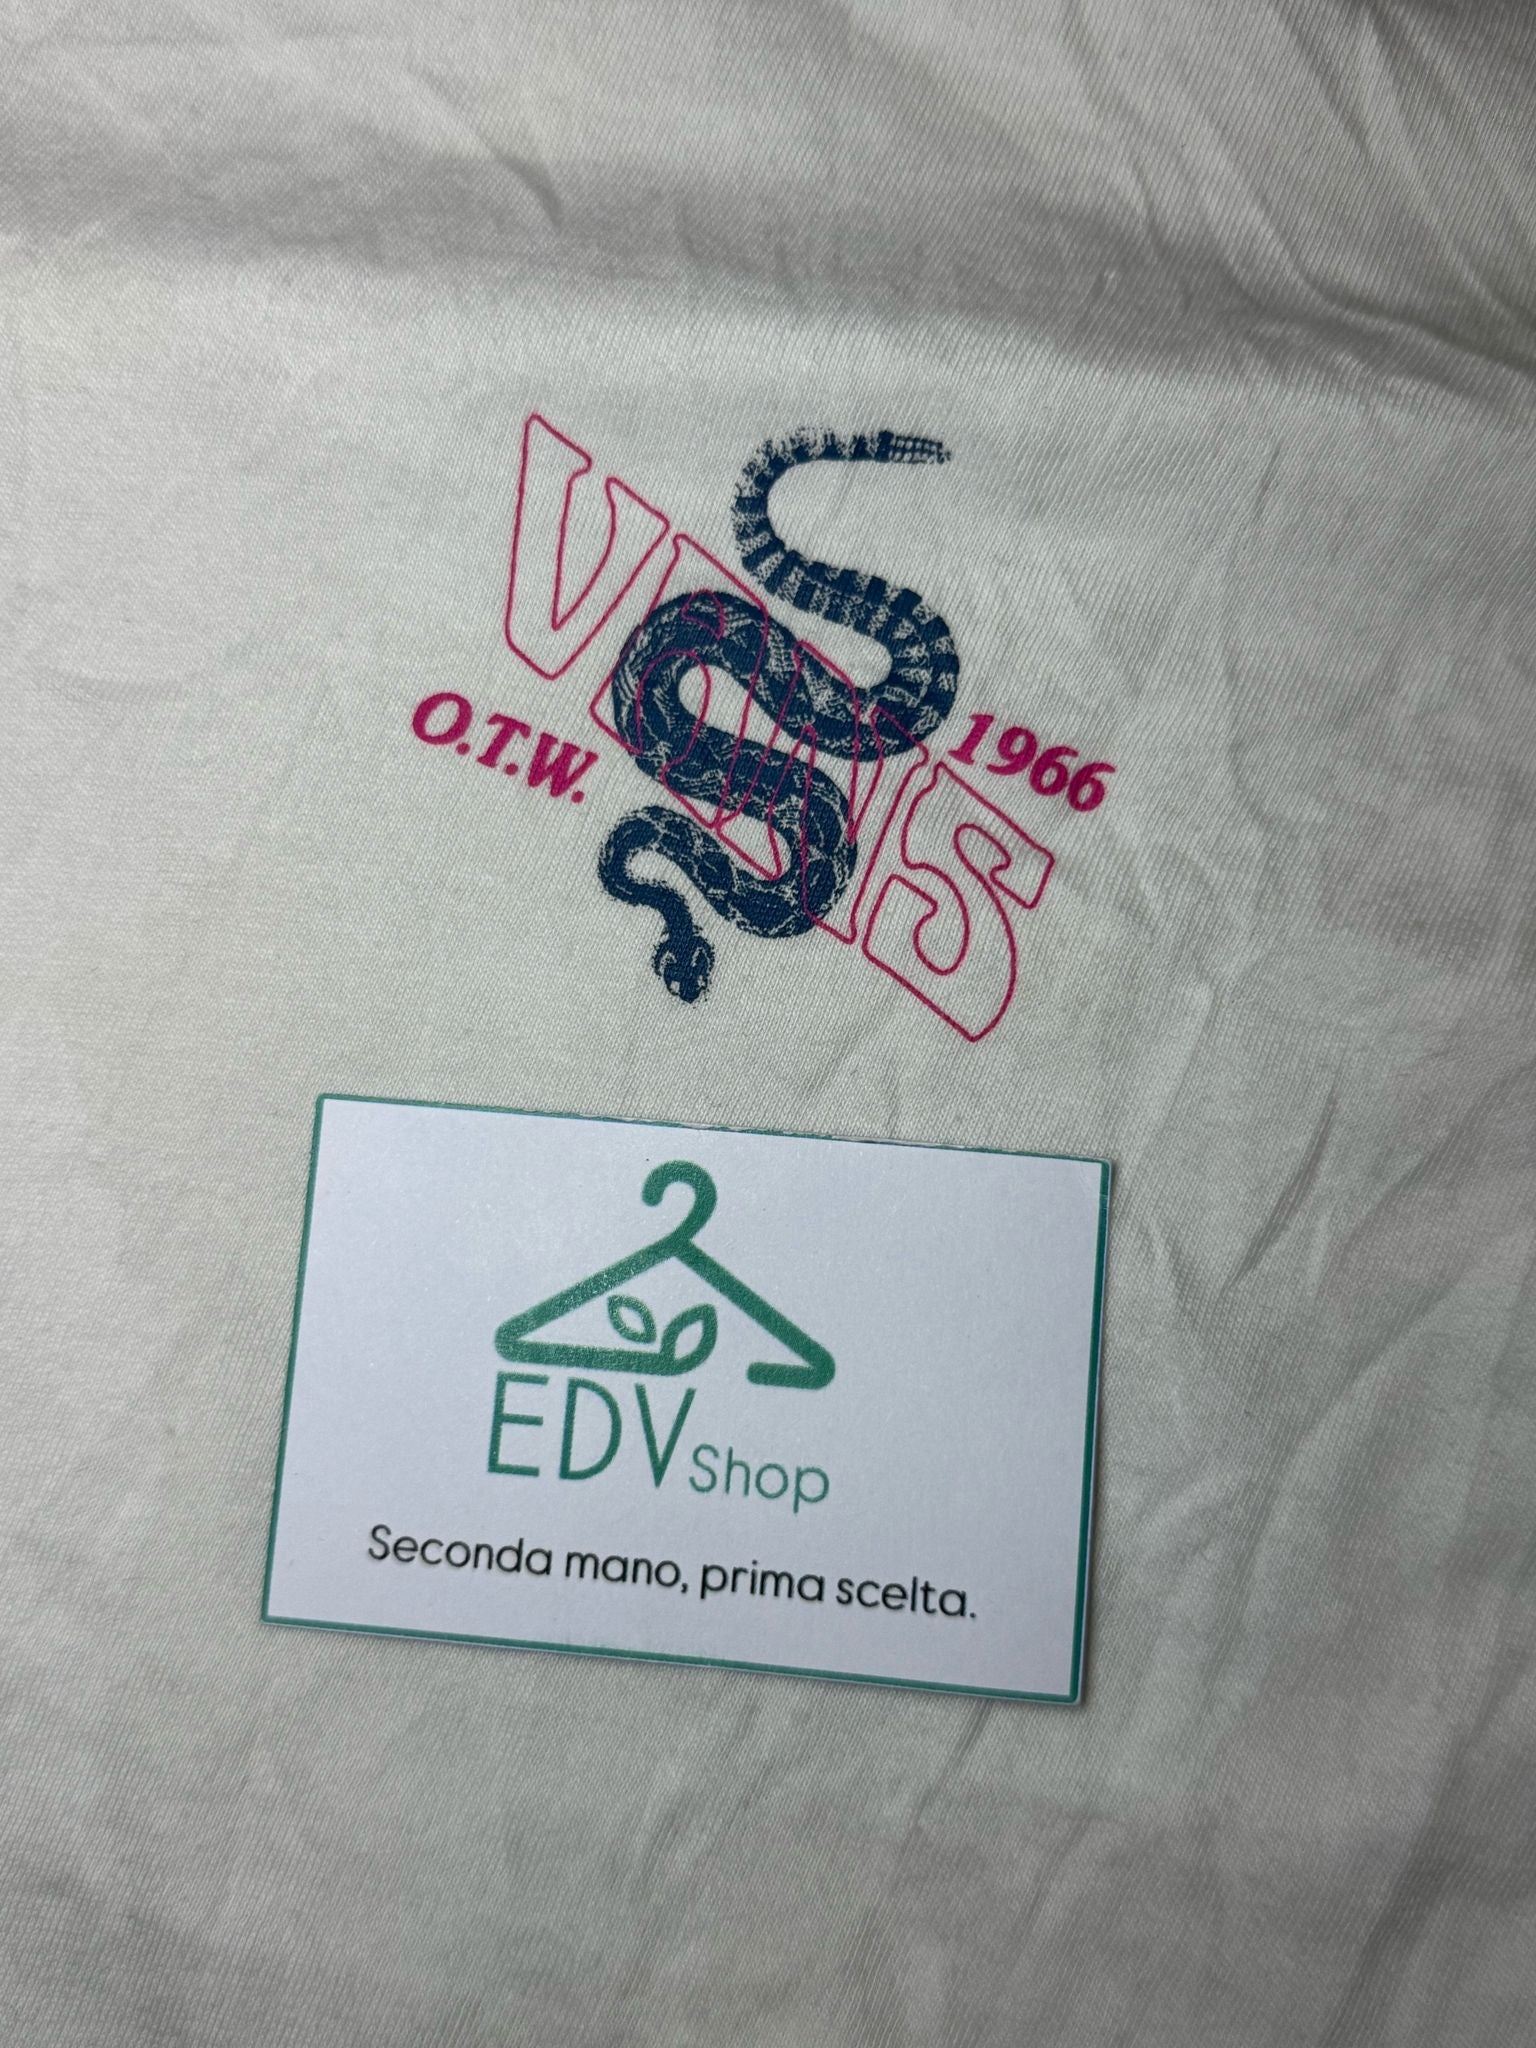 VANS
O.T.W.
1966
EDV Shop
Seconda mano, prima scelta.